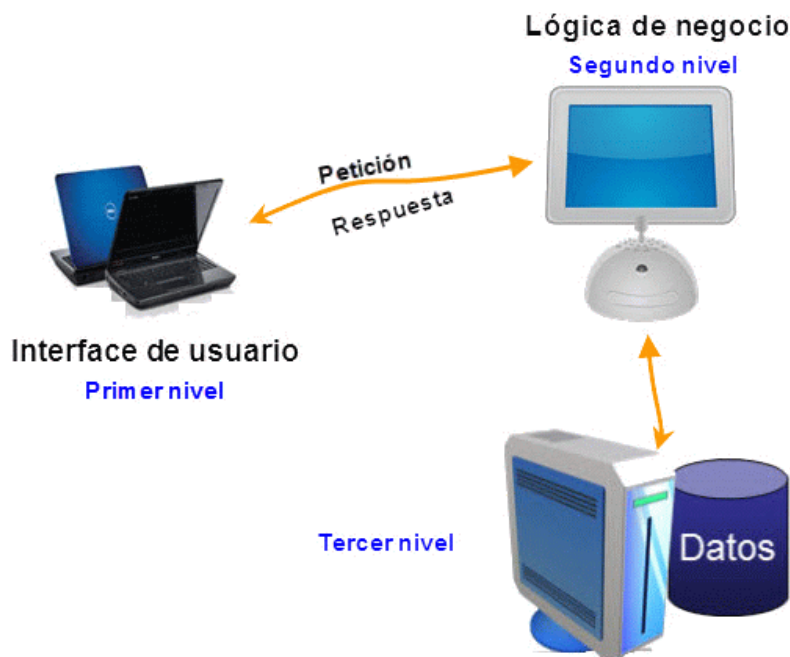 Lógica de negocio
Segundo nivel
Petición
Respuesta
Interface de usuario
Primer nivel
Tercer nivel
Datos